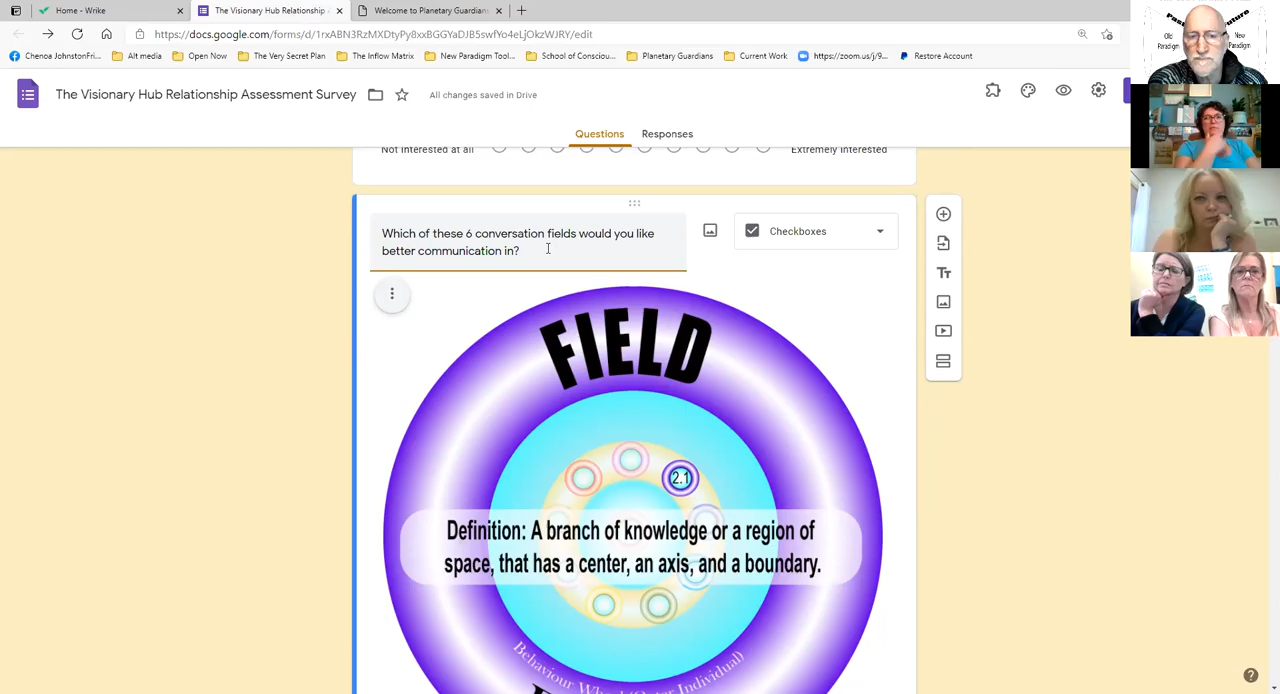 Home - Wrike
The Visionary Hub Relationship
Welcome to Planetary Guardian
https://docs.google.com/forms/d/1rxABN3RzMXDtyPy8xxBGGYaDJB5swfYo4eLjOkzWJRY/edit
Chenoa JohnstonFri...
Alt media
Open Now
The Very Secret Plan
The Inflow Matrix
New Paradigm Tool...
School of Consciou...
Planetary Guardians
Current Work
https://zoom.us/j/9...
Restore Account
The Visionary Hub Relationship Assessment Survey
All changes saved in Drive
Questions
Responses
Not interested at all
Extremely interested
Which of these 6 conversation fields would you like
better communication in?
Checkboxes
FIELD
2.1
Definition: A branch of knowledge or a region of
space, that has a center, an axis, and a boundary.
Old
Paradigm
New
Paradigm